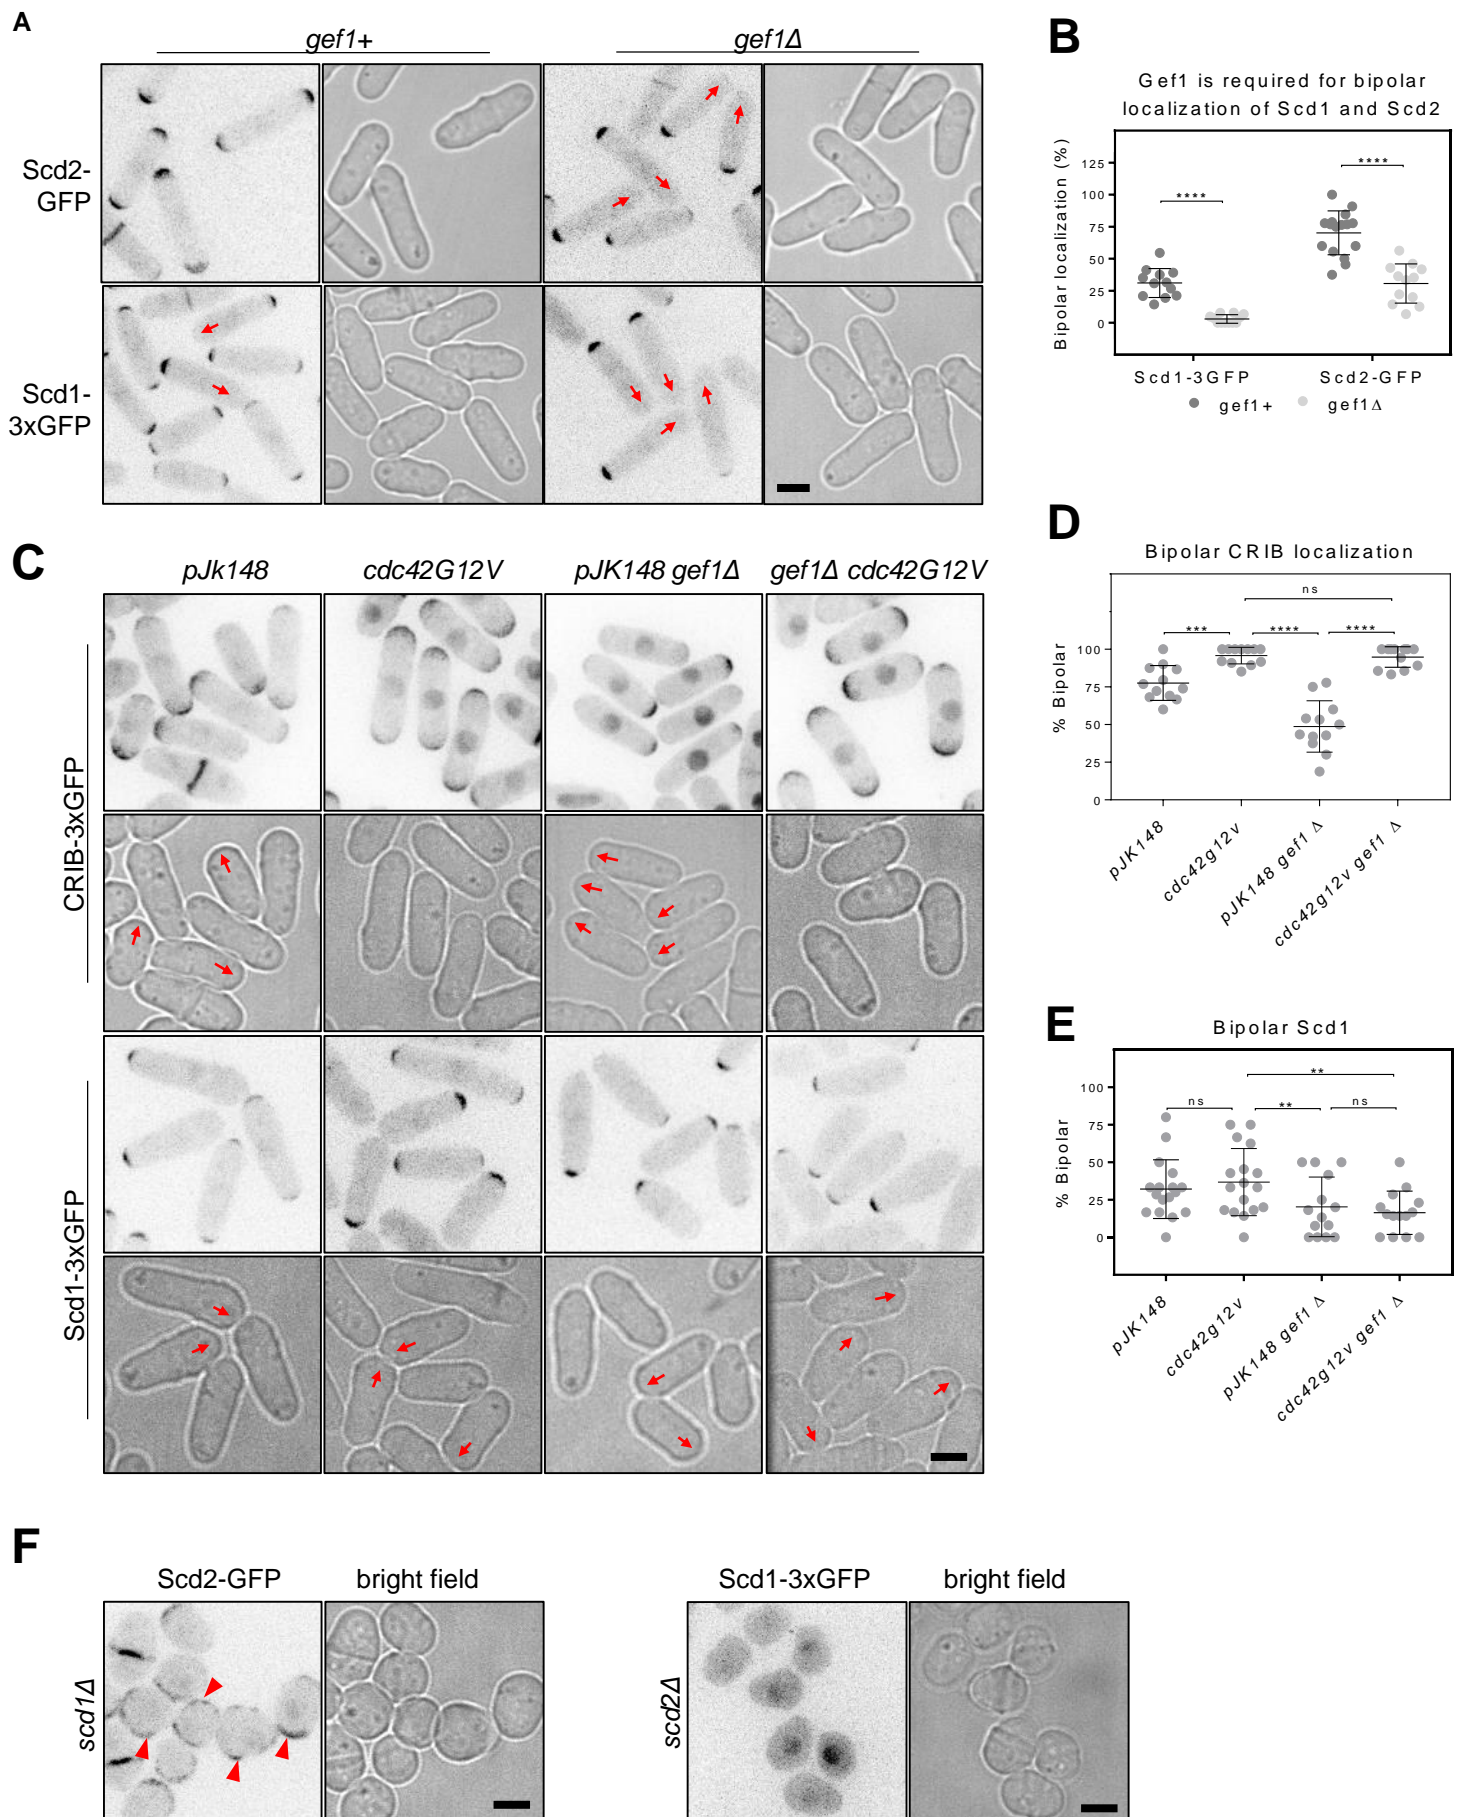 A
gef1+
gef1Δ
Scd2-
GFP
Scd1-
3xGFP
B
Gef1 is required for bipolar
localization of Scd1 and Scd2
Bipolar localization (%)
125
100
75
50
25
0
****
****
Scd1-3GFP
Scd2-GFP
gef1+
gef1Δ
C
pJk148
cdc42G12V
pJK148 gef1Δ
gef1Δ cdc42G12V
CRIB-3xGFP
Scd1-3xGFP
D
Bipolar CRIB localization
% Bipolar
100
75
50
25
0
ns
***
****
****
pJK148
cdc42g12v
pJK148 gef1 Δ
cdc42g12v gef1 Δ
E
Bipolar Scd1
% Bipolar
100
75
50
25
0
**
ns
**
ns
pJK148
cdc42g12v
pJK148 gef1 Δ
cdc42g12v gef1 Δ
F
Scd2-GFP
bright field
Scd1-3xGFP
bright field
scd1Δ
scd2Δ